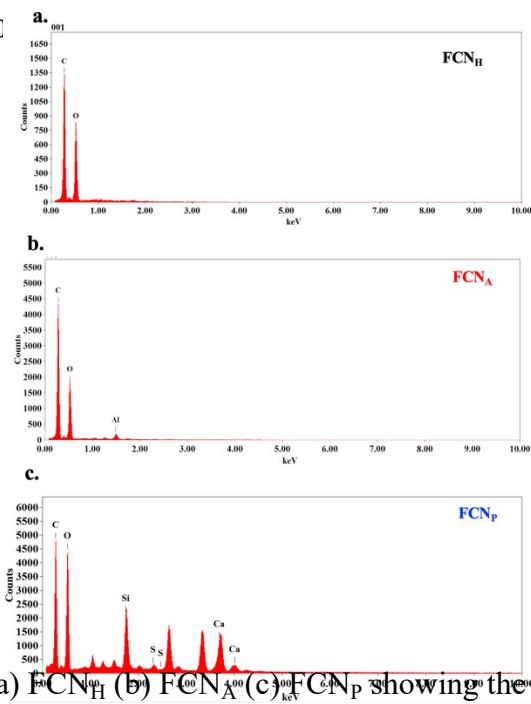 a.
001
FCNH
1650
1500
1350
1200
1050
900
750
600
450
300
150
0
Counts
C
O
0.00 1.00 2.00 3.00 4.00 5.00 6.00 7.00 8.00 9.00 10.00
keV
b.
FCNA
5500
5000
4500
4000
3500
3000
2500
2000
1500
1000
500
0
Counts
C
O
Al
0.00 1.00 2.00 3.00 4.00 5.00 6.00 7.00 8.00 9.00 10.00
keV
c.
FCNP
6000
5500
5000
4500
4000
3500
3000
2500
2000
1500
1000
500
Counts
C
O
Si
S
S
Ca
Ca
4.00
keV
a) FCNH (b) FCNA (c) FCNP showing the